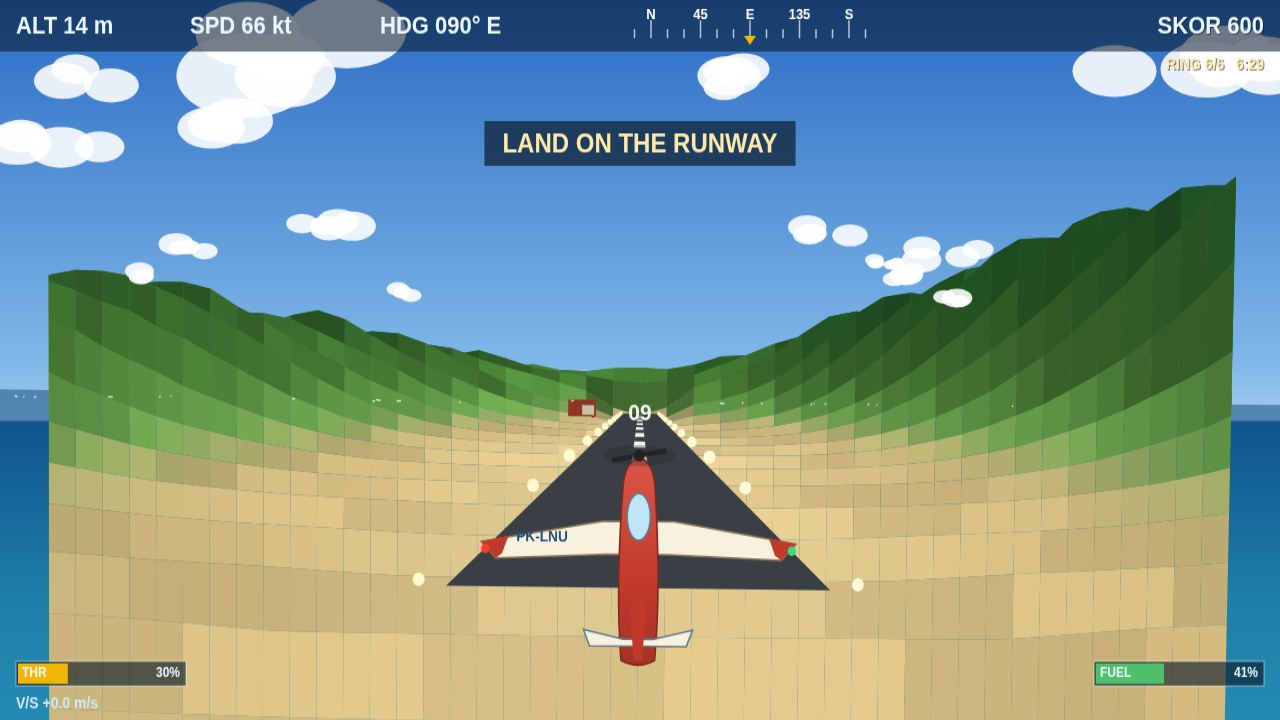 ALT 14 m
SPD 66 kt
HDG 090° E
N 45 E 135 S
SKOR 600
RING 6/6 6:29
LAND ON THE RUNWAY
09
PK-LNU
THR 30%
FUEL 41%
V/S +0.0 m/s